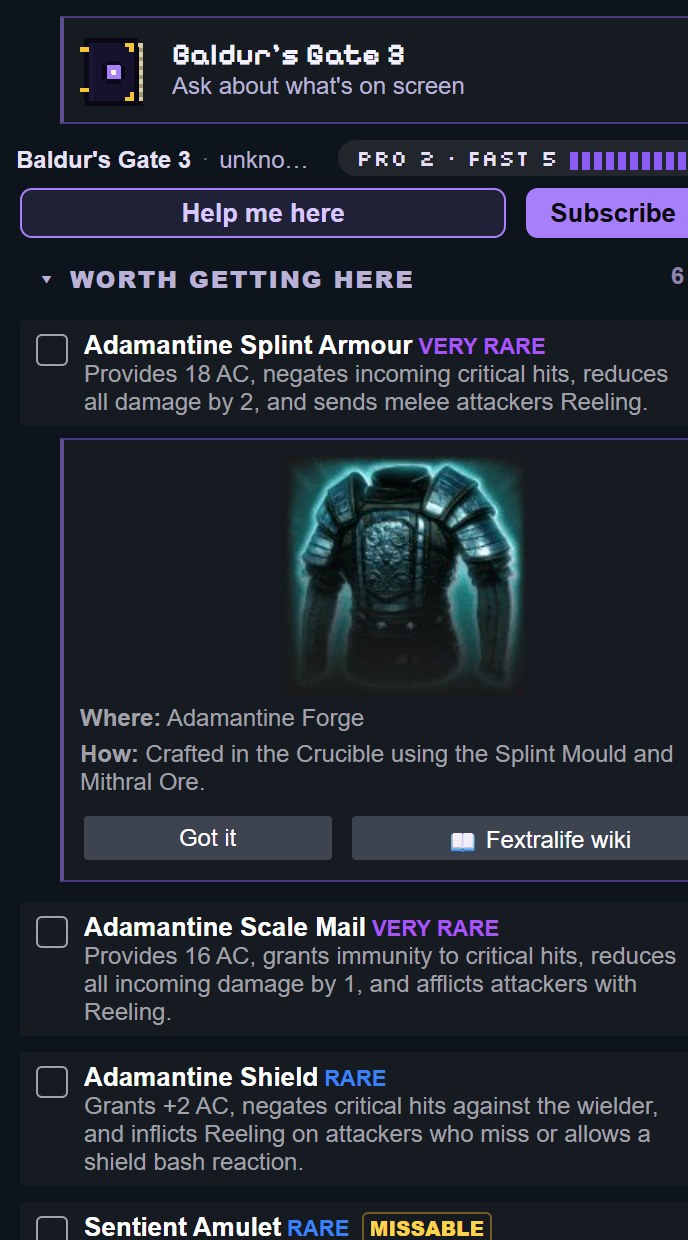 Baldur's Gate 3
Ask about what's on screen
Baldur's Gate 3 · unkno…
PRO 2 · FAST 5
Help me here
Subscribe
▼ WORTH GETTING HERE
6
Adamantine Splint Armour VERY RARE
Provides 18 AC, negates incoming critical hits, reduces
all damage by 2, and sends melee attackers Reeling.
Where: Adamantine Forge
How: Crafted in the Crucible using the Splint Mould and
Mithral Ore.
Got it
📖 Fextralife wiki
Adamantine Scale Mail VERY RARE
Provides 16 AC, grants immunity to critical hits, reduces
all incoming damage by 1, and afflicts attackers with
Reeling.
Adamantine Shield RARE
Grants +2 AC, negates critical hits against the wielder,
and inflicts Reeling on attackers who miss or allows a
shield bash reaction.
Sentient Amulet RARE MISSABLE